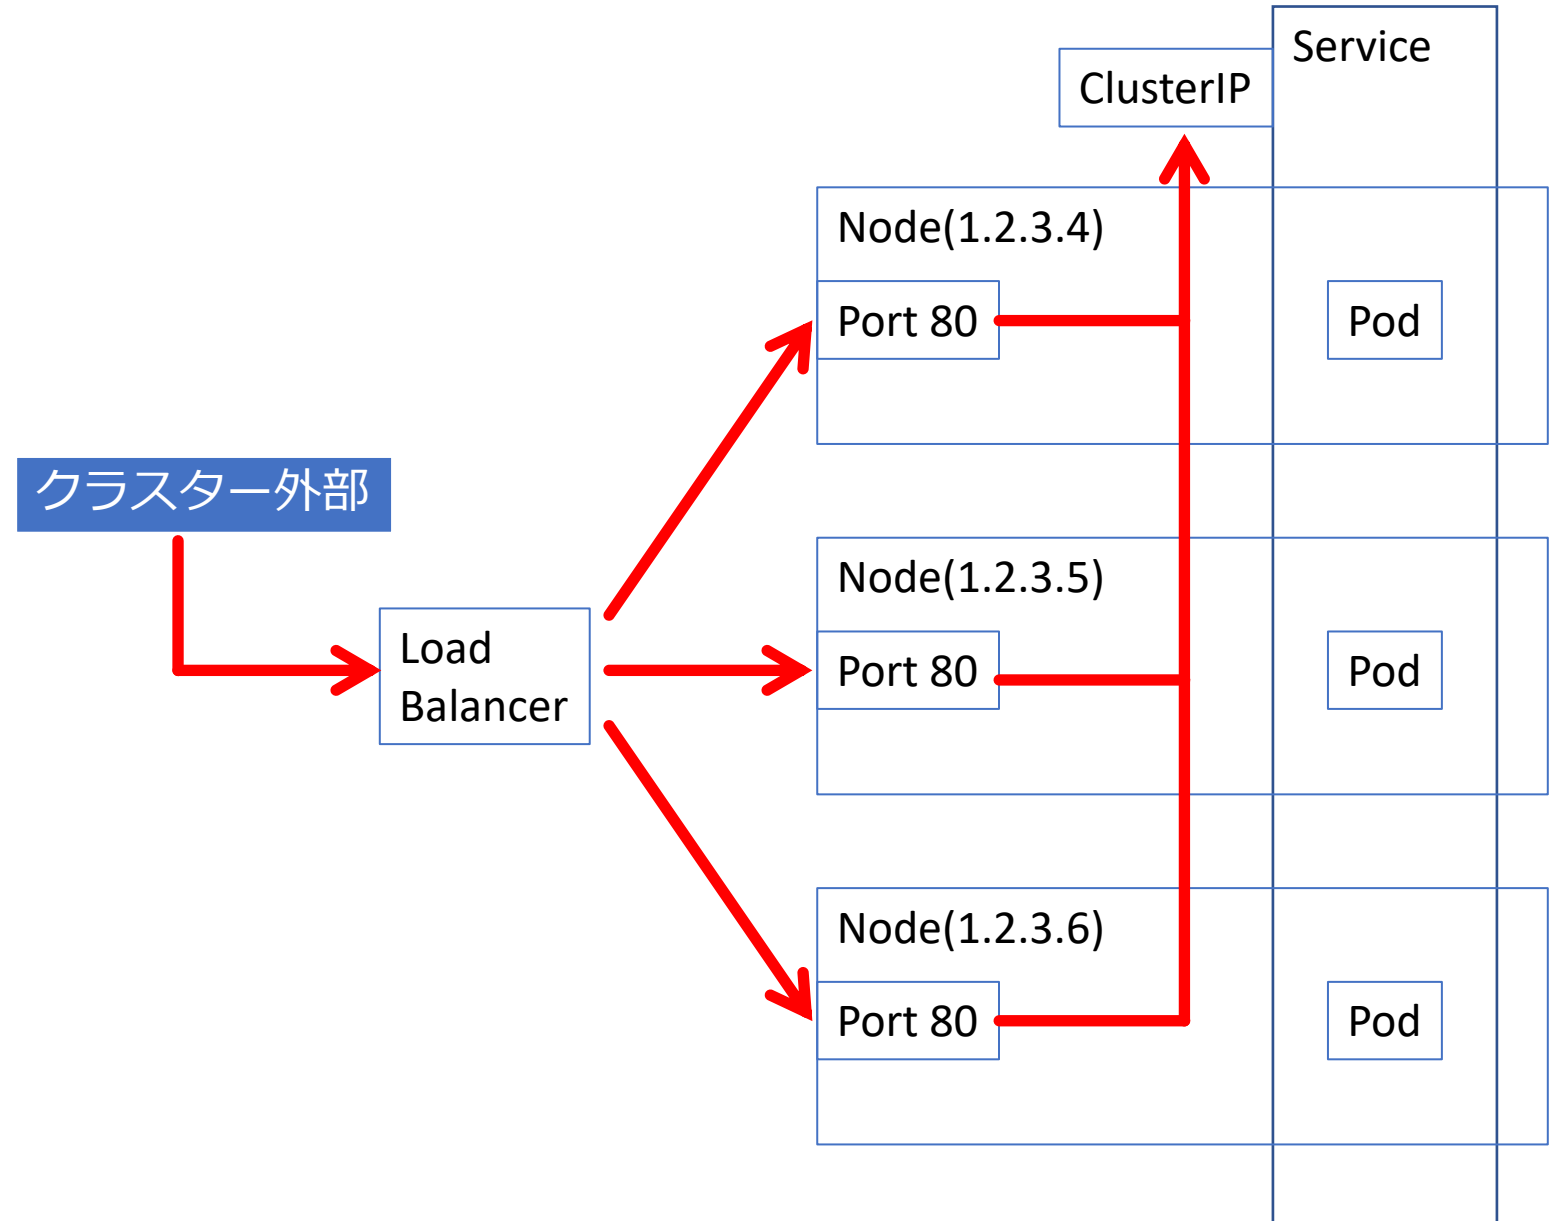 Service
ClusterIP
Node(1.2.3.4)
Port 80
Pod
クラスター外部
Load
Balancer
Node(1.2.3.5)
Port 80
Pod
Node(1.2.3.6)
Port 80
Pod